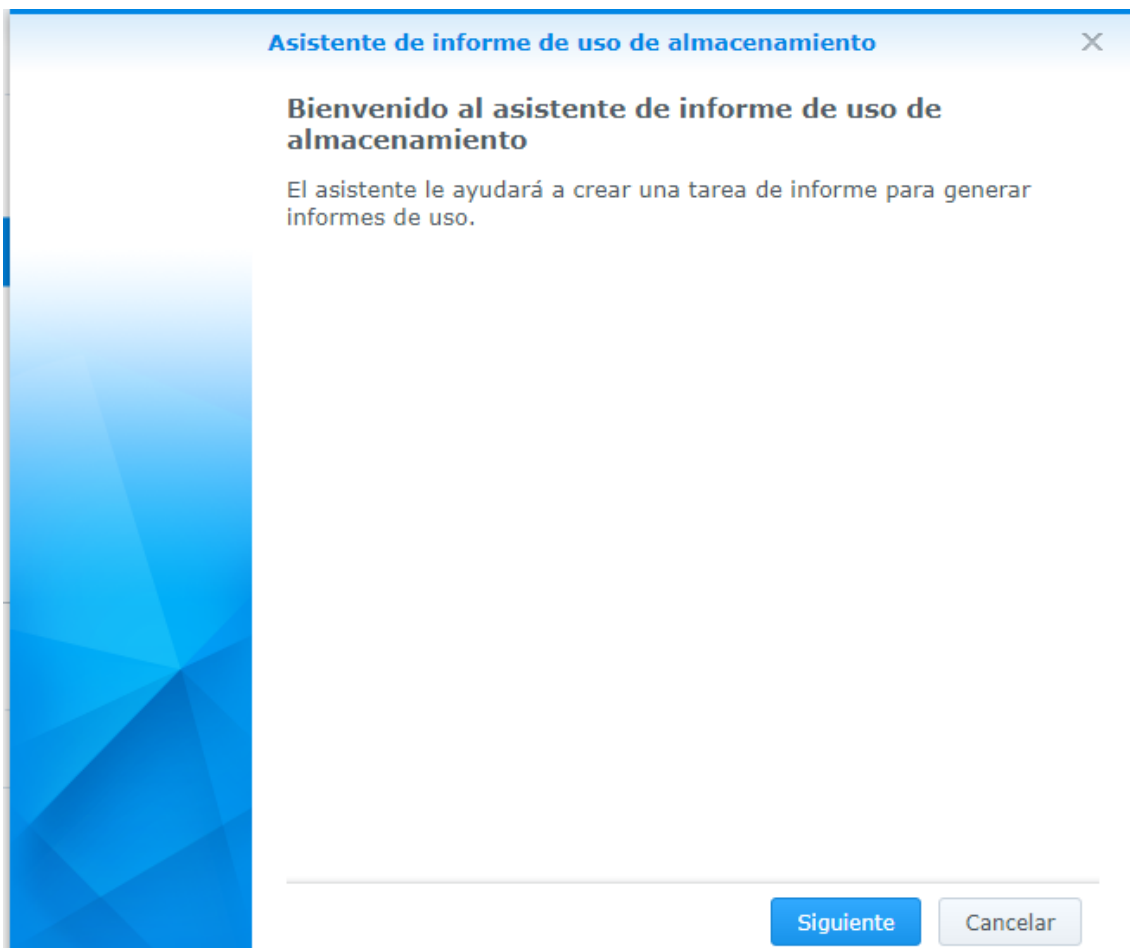 Asistente de informe de uso de almacenamiento
Bienvenido al asistente de informe de uso de
almacenamiento
El asistente le ayudará a crear una tarea de informe para generar
informes de uso.
Siguiente
Cancelar